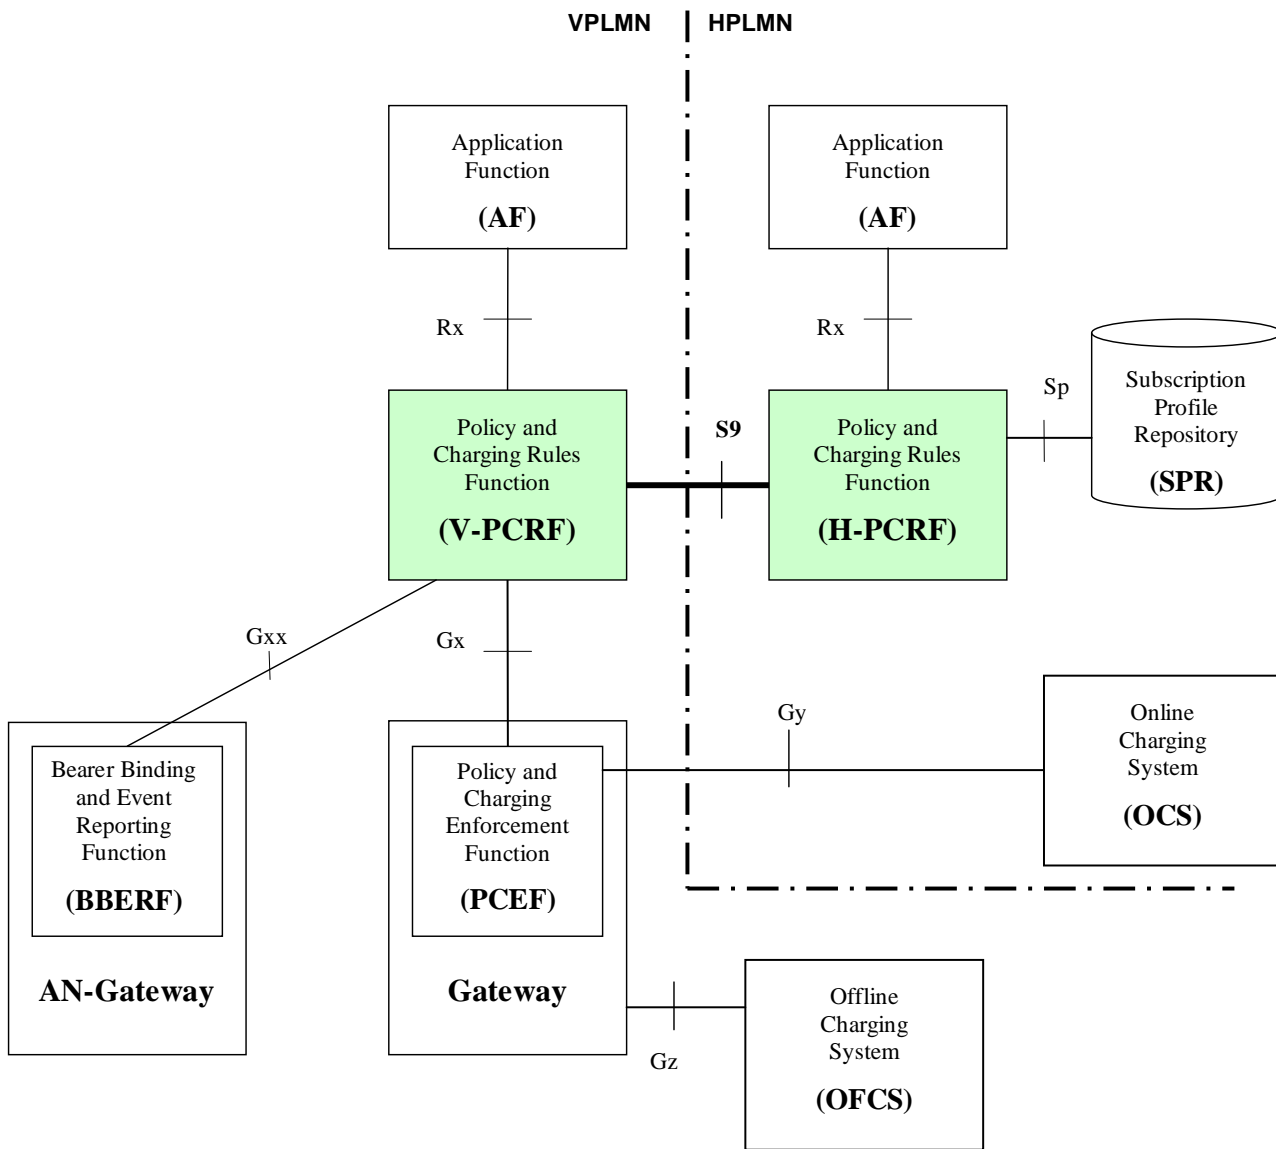 VPLMN
HPLMN
Application
Function
(AF)
Application
Function
(AF)
Rx
Rx
Sp
Subscription
Profile
Repository
(SPR)
Policy and
Charging Rules
Function
(V-PCRF)
S9
Policy and
Charging Rules
Function
(H-PCRF)
Gxx
Gx
Gy
Online
Charging
System
(OCS)
Bearer Binding
and Event
Reporting
Function
(BBERF)
AN-Gateway
Policy and
Charging
Enforcement
Function
(PCEF)
Gateway
Gz
Offline
Charging
System
(OFCS)